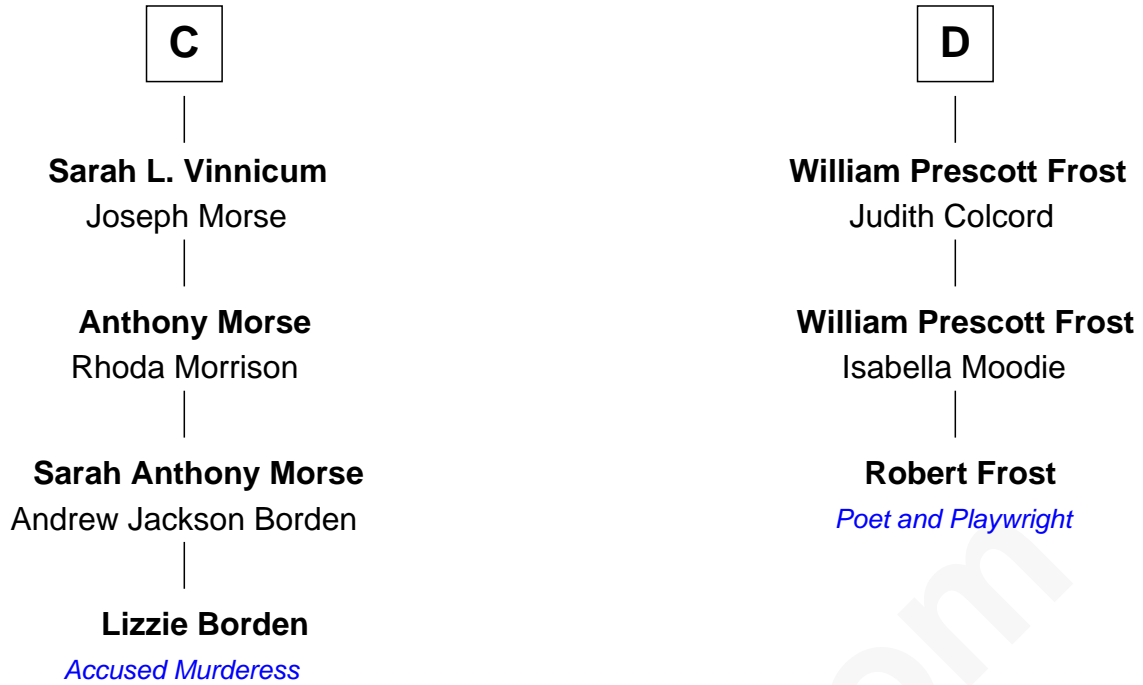 C
Sarah L. Vinnicum
Joseph Morse
Anthony Morse
Rhoda Morrison
Sarah Anthony Morse
Andrew Jackson Borden
Lizzie Borden
Accused Murderess
D
William Prescott Frost
Judith Colcord
William Prescott Frost
Isabella Moodie
Robert Frost
Poet and Playwright
om